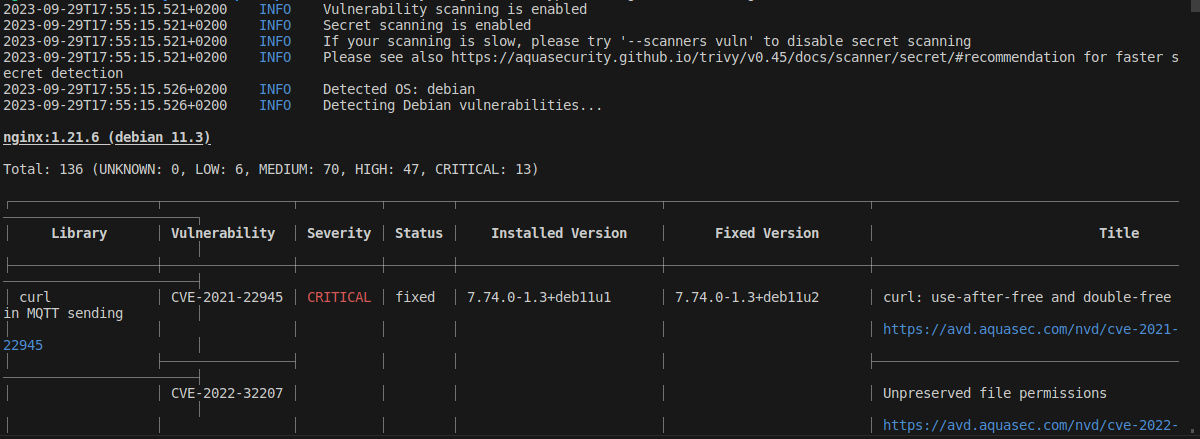 2023-09-29T17:55:15.521+0200 INFO Vulnerability scanning is enabled
2023-09-29T17:55:15.521+0200 INFO Secret scanning is enabled
2023-09-29T17:55:15.521+0200 INFO If your scanning is slow, please try '--scanners vuln' to disable secret scanning
2023-09-29T17:55:15.521+0200 INFO Please see also https://aquasecurity.github.io/trivy/v0.45/docs/scanner/secret/#recommendation for faster s
ecret detection
2023-09-29T17:55:15.526+0200 INFO Detected OS: debian
2023-09-29T17:55:15.526+0200 INFO Detecting Debian vulnerabilities...
nginx:1.21.6 (debian 11.3)
Total: 136 (UNKNOWN: 0, LOW: 6, MEDIUM: 70, HIGH: 47, CRITICAL: 13)
Library Vulnerability Severity Status Installed Version Fixed Version Title
curl CVE-2021-22945 CRITICAL fixed 7.74.0-1.3+deb11u1 7.74.0-1.3+deb11u2 curl: use-after-free and double-free
in MQTT sending
https://avd.aquasec.com/nvd/cve-2021-
22945
CVE-2022-32207 Unpreserved file permissions
https://avd.aquasec.com/nvd/cve-2022-